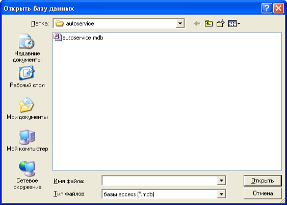 Открыть базу данных
Папка:
autoservice
autoservice.mdb
Недавние документы
Рабочий стол
Мои документы
Мой компьютер
Сетевое окружение
Имя файла:
Открыть
Тип файлов:
базы access (*.mdb)
Отмена